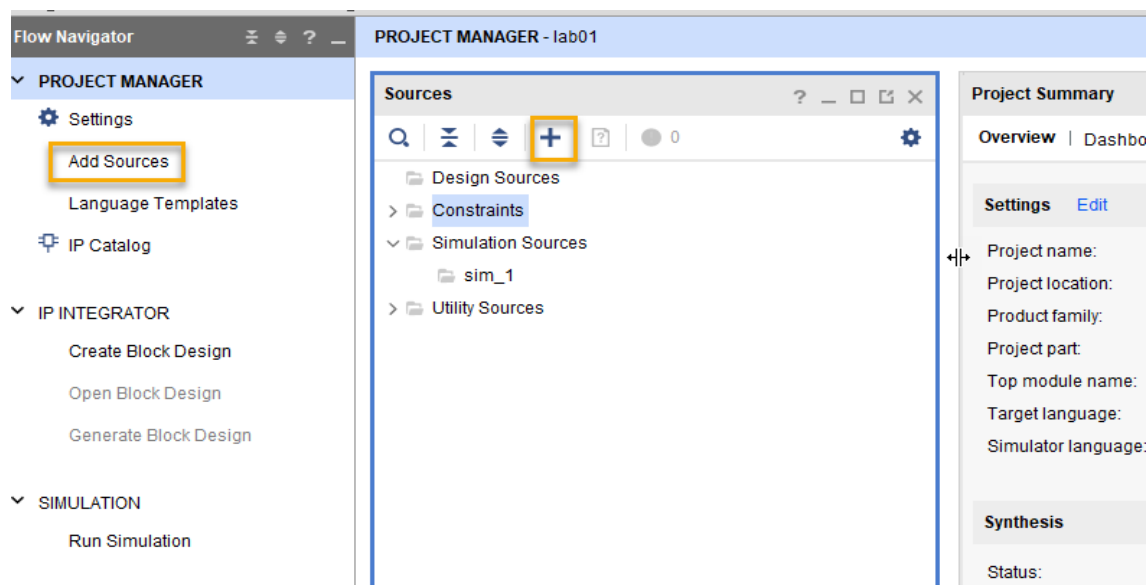 Flow Navigator
?
PROJECT MANAGER - lab01
PROJECT MANAGER
Settings
Add Sources
Language Templates
IP Catalog
IP INTEGRATOR
Create Block Design
Open Block Design
Generate Block Design
SIMULATION
Run Simulation
Sources
?
? 0
Design Sources
Constraints
Simulation Sources
sim_1
Utility Sources
Project Summary
Overview | Dashbo
Settings Edit
Project name:
Project location:
Product family:
Project part:
Top module name:
Target language:
Simulator language:
Synthesis
Status: